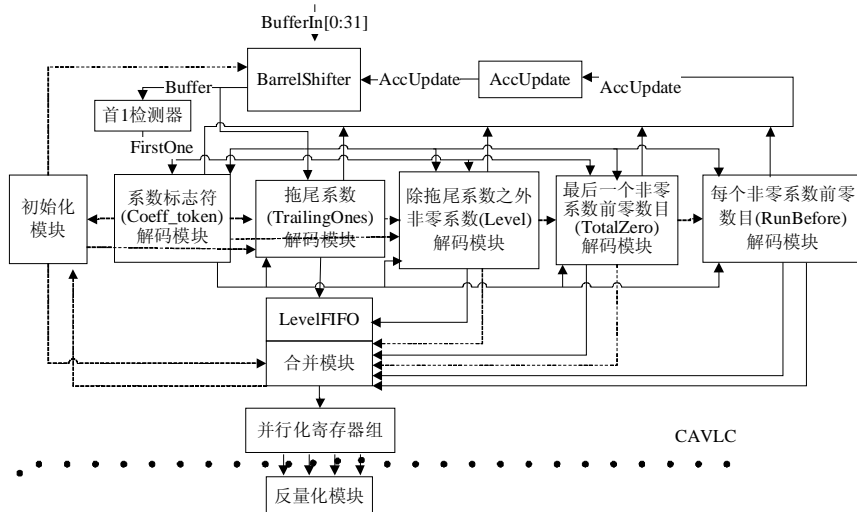 BufferIn[0:31]
BarrelShifter
AccUpdate
AccUpdate
AccUpdate
Buffer
首1检测器
FirstOne
初始化
模块
系数标志符
(Coeff_token)
解码模块
拖尾系数
(TrailingOnes)
解码模块
除拖尾系数之外
非零系数(Level)
解码模块
最后一个非零
系数前零数目
(TotalZero)
解码模块
每个非零系数前零
数目(RunBefore)
解码模块
LevelFIFO
合并模块
并行化寄存器组
CAVLC
反量化模块